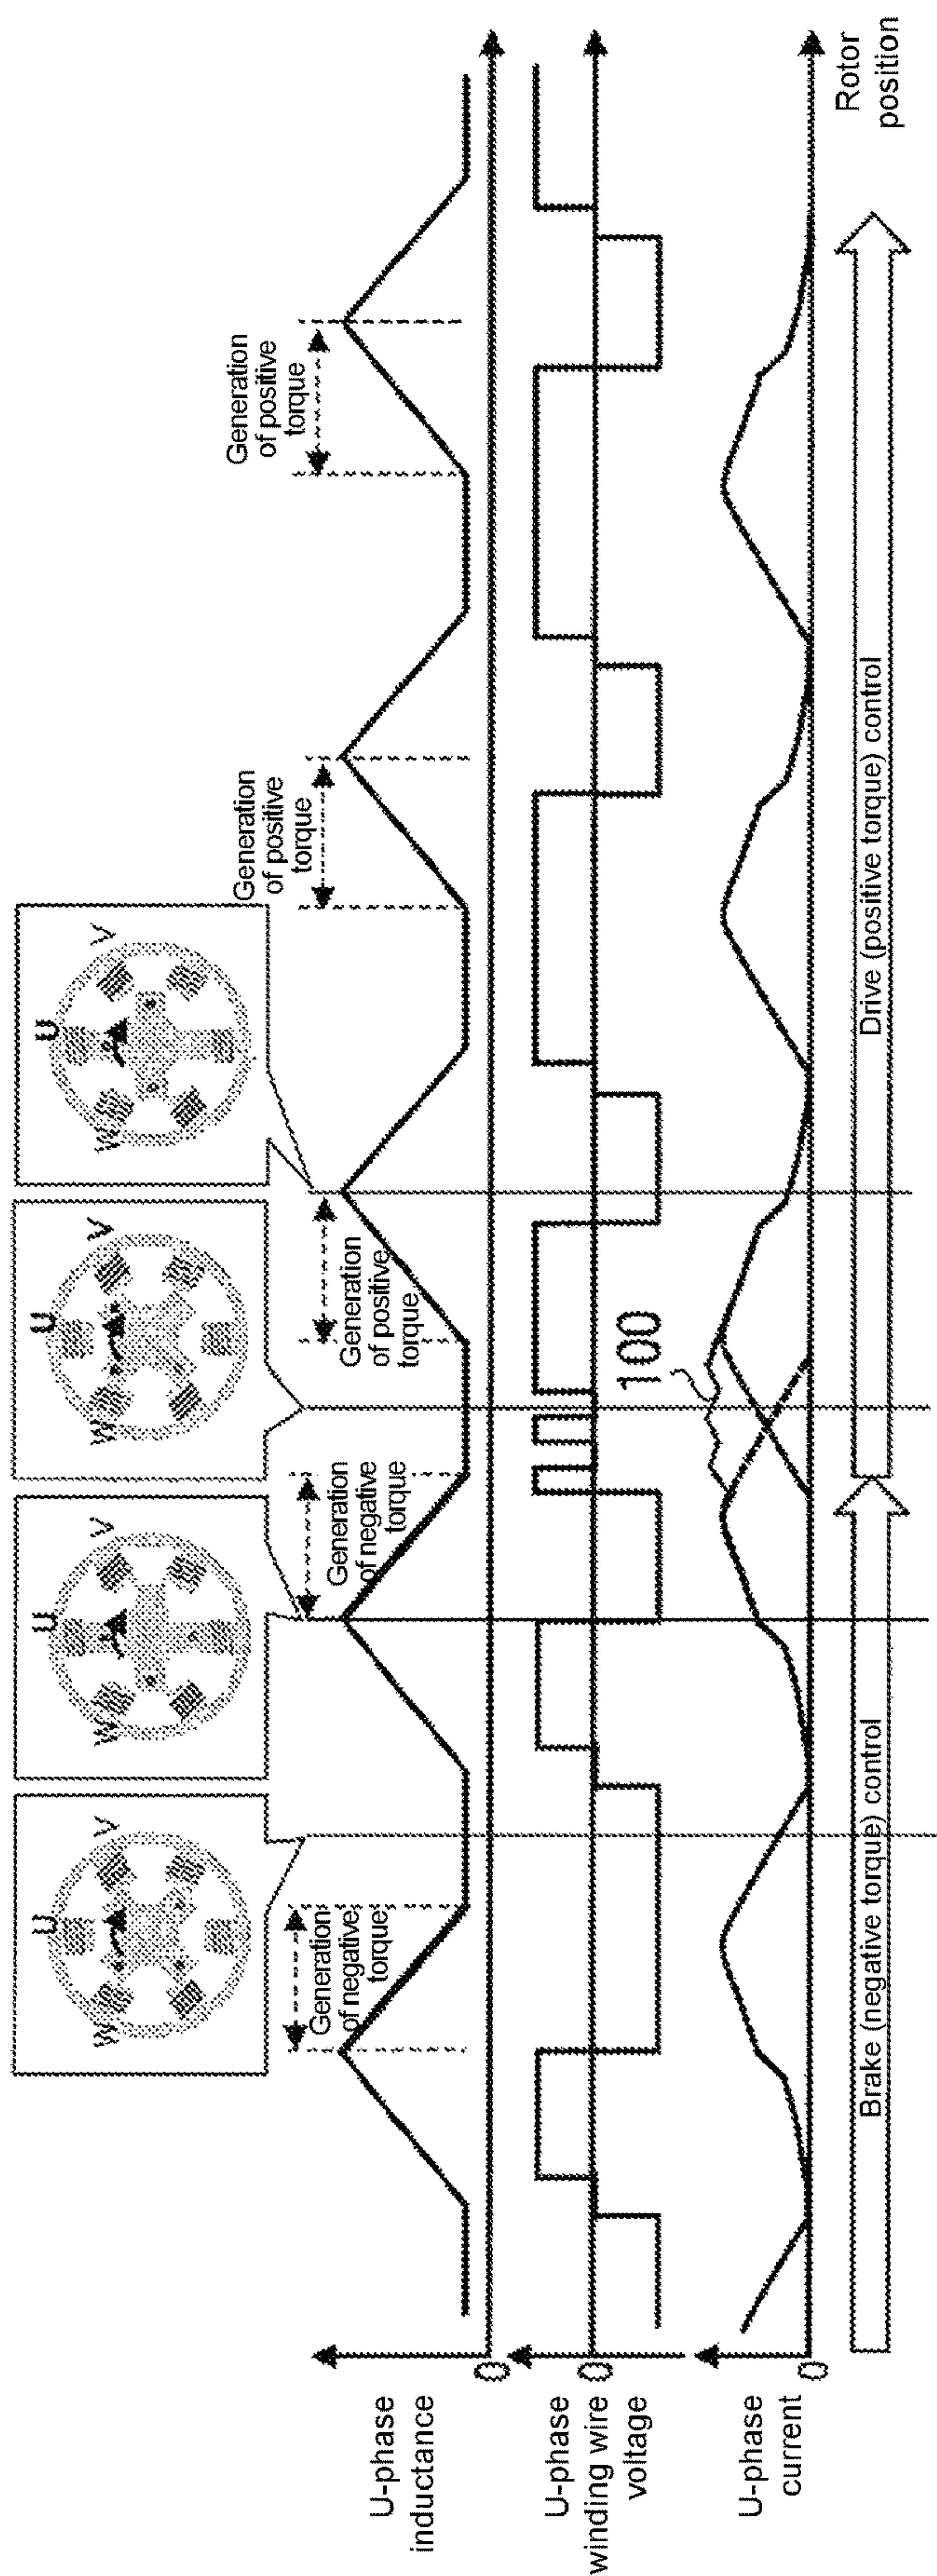 U
V
W
U
V
W
U
V
W
U
V
W
Generation
of negative
torque
Generation
of negative
torque
Generation
of positive
torque
Generation
of positive
torque
Generation
of positive
torque
U-phase
inductance
0
U-phase
winding wire
voltage
0
100
U-phase
current
0
Rotor
position
Brake (negative torque) control
Drive (positive torque) control